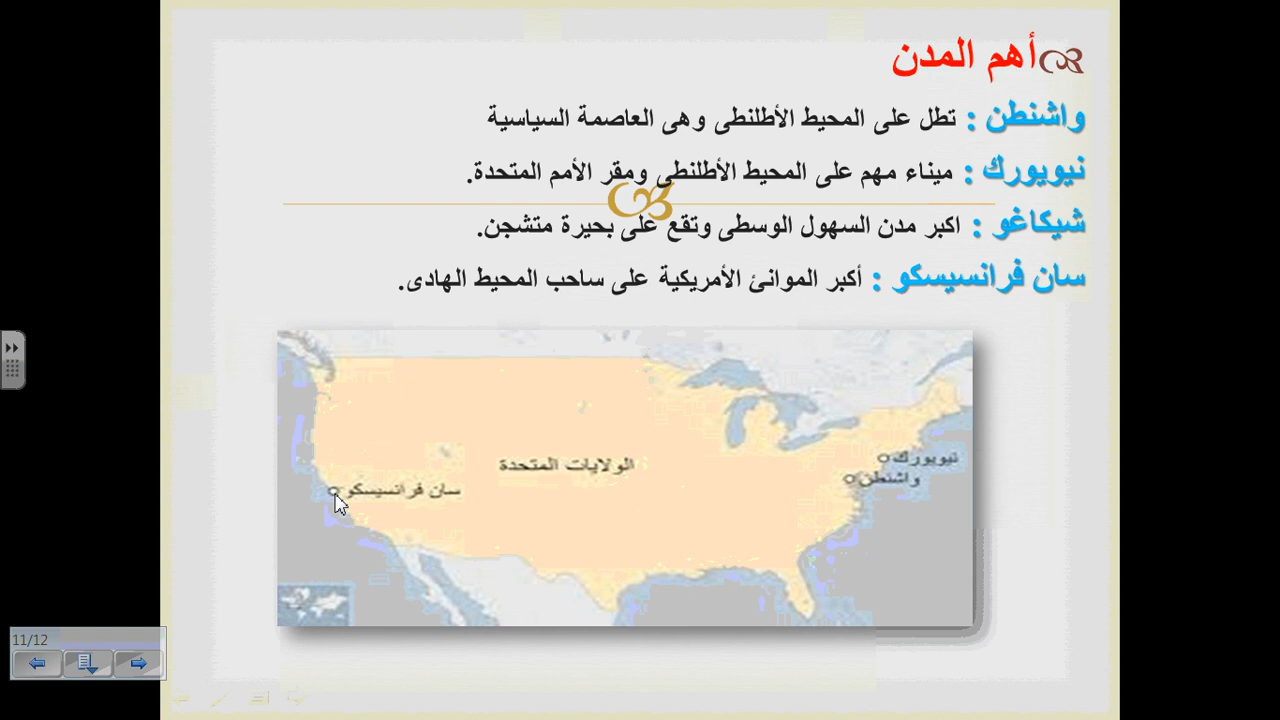 أهم المدن
واشنطن : تطل على المحيط الأطلنطى وهى العاصمة السياسية
نيويورك : ميناء مهم على المحيط الأطلنطى ومقر الأمم المتحدة.
شيكاغو : اكبر مدن السهول الوسطى وتقع على بحيرة متشجن.
سان فرانسيسكو : أكبر الموانئ الأمريكية على ساحب المحيط الهادى.
نيويورك
الولايات المتحدة
واشنطن
سان فرانسيسكو
11/12